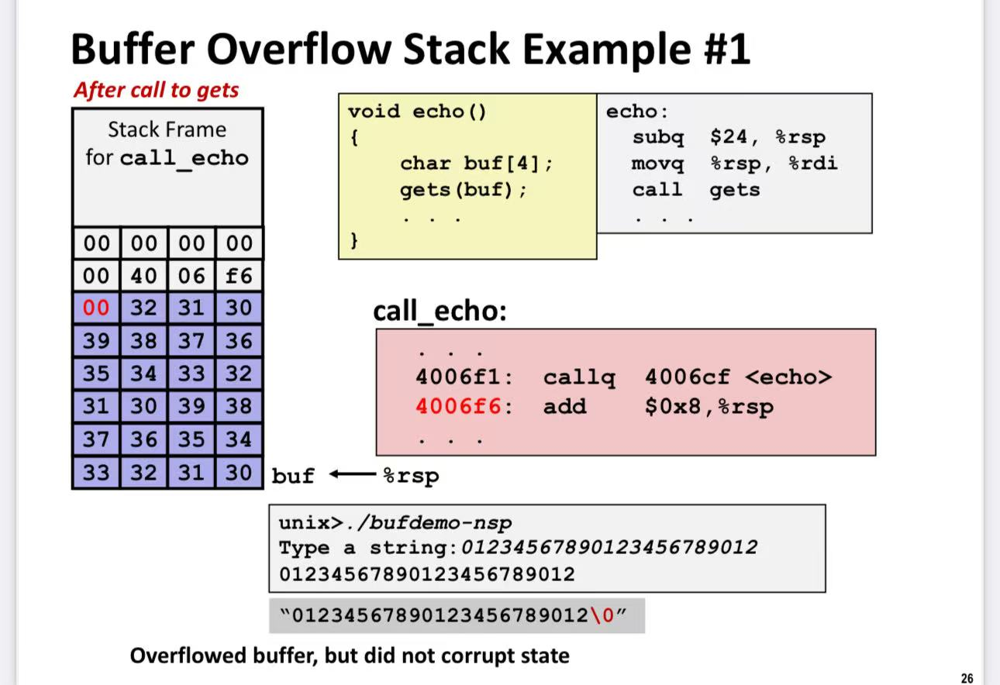 Buffer Overflow Stack Example #1
After call to gets
Stack Frame
for call_echo
00 00 00 00
00 40 06 f6
00 32 31 30
39 38 37 36
35 34 33 32
31 30 39 38
37 36 35 34
33 32 31 30
buf ← %rsp
void echo()
{
    char buf[4];
    gets(buf);
    . . .
}
echo:
  subq  $24, %rsp
  movq  %rsp, %rdi
  call  gets
  . . .
call_echo:
. . .
4006f1:  callq  4006cf <echo>
4006f6:  add    $0x8,%rsp
. . .
unix>./bufdemo-nsp
Type a string:01234567890123456789012
01234567890123456789012
“01234567890123456789012\0”
Overflowed buffer, but did not corrupt state
26